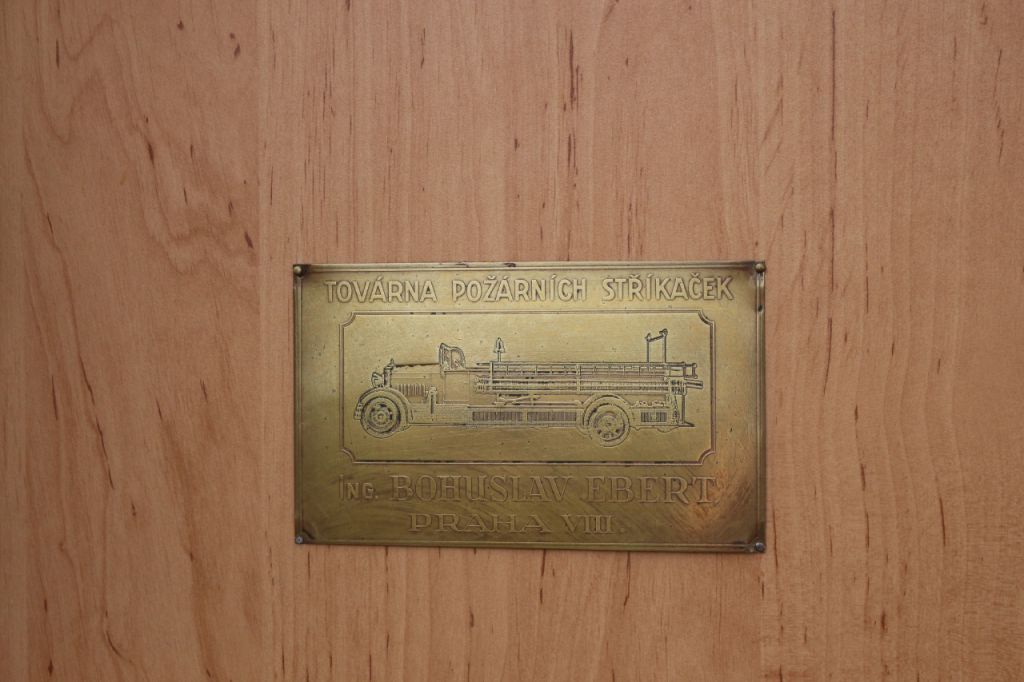 TOVÁRNA POŽÁRNÍCH STŘÍKAČEK
ING. BOHUSLAV EBERT
PRAHA VIII.